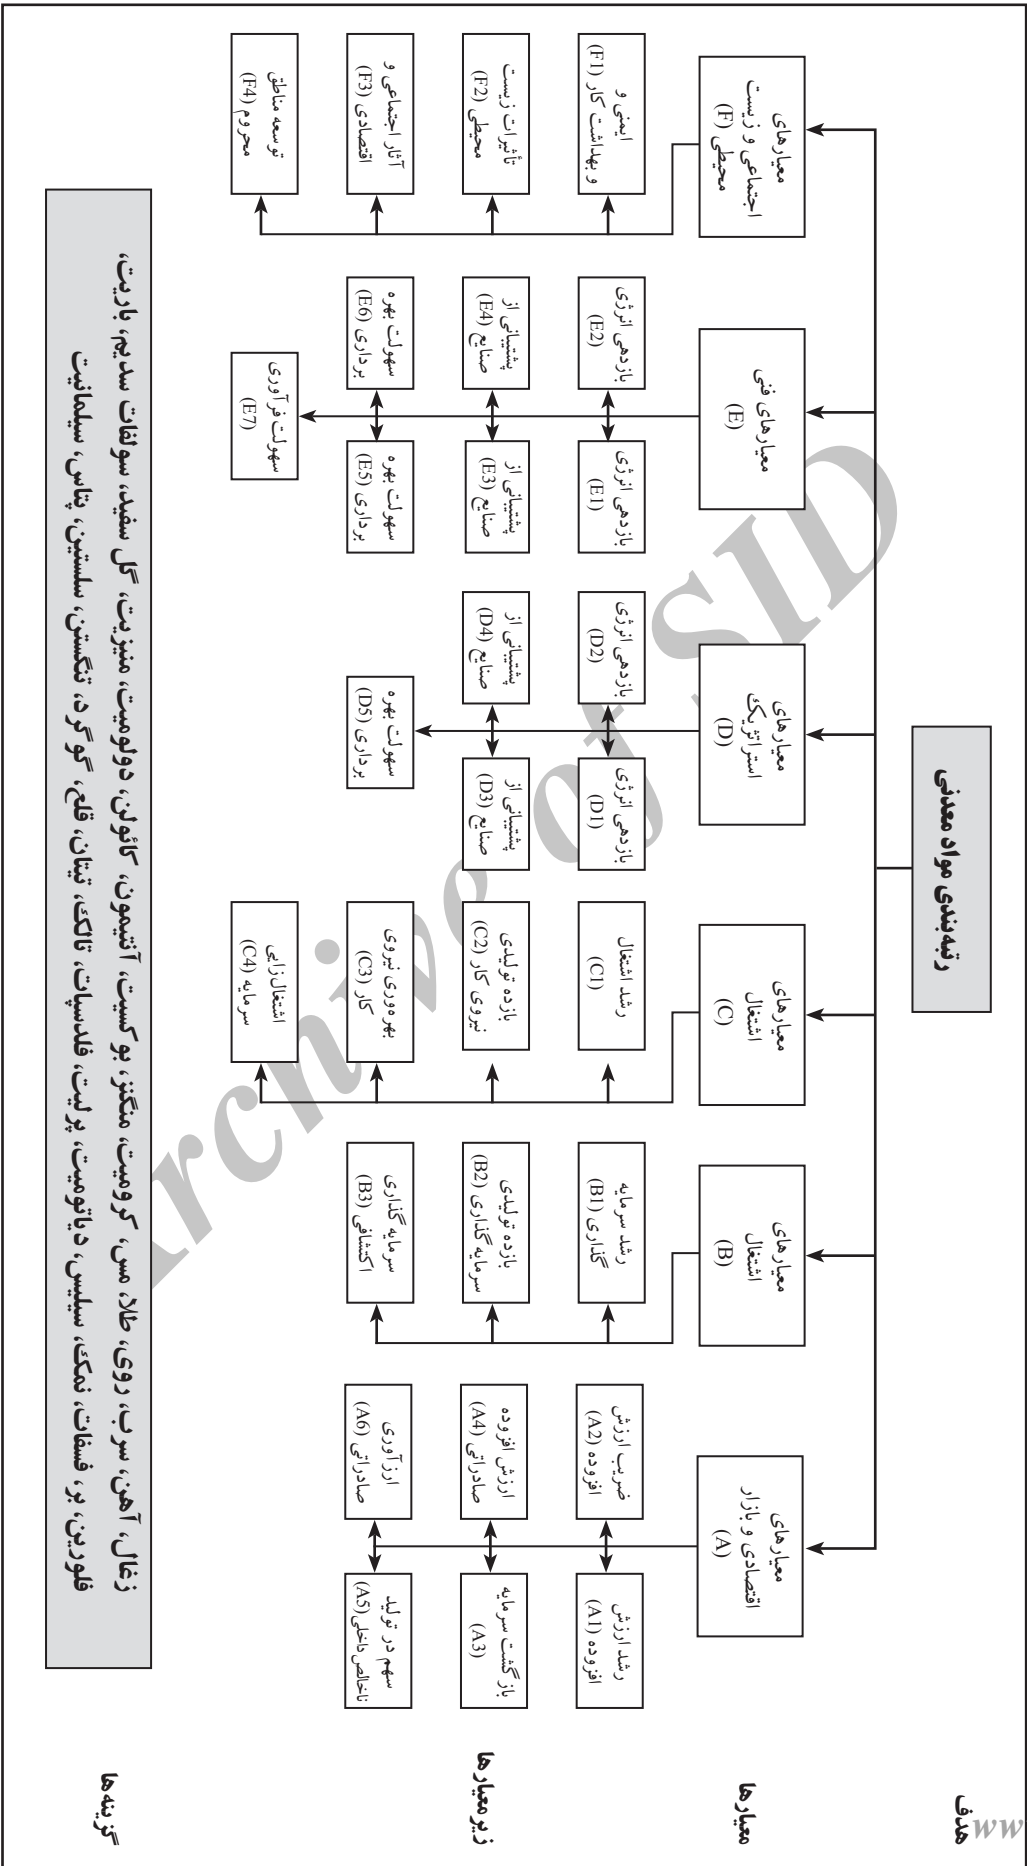 هدف
رتبه‌بندی مواد معدنی
معیارها
معیارهای
اقتصادی و بازار
(A)
معیارهای
اشتغال
(B)
معیارهای
اشتغال
(C)
معیارهای
استراتژیک
(D)
معیارهای فنی
(E)
معیارهای
اجتماعی و زیست
محیطی (F)
زیرمعیارها
رشد ارزش
افزوده (A1)
ضریب ارزش
افزوده (A2)
بازگشت سرمایه
(A3)
ارزش افزوده
صادراتی (A4)
سهم در تولید
ناخالص داخلی (A5)
ارزآوری
صادراتی (A6)
رشد سرمایه
گذاری (B1)
بازده تولیدی
سرمایه گذاری (B2)
سرمایه گذاری
اکتشافی (B3)
رشد اشتغال
(C1)
بازده تولیدی
نیروی کار (C2)
بهره‌وری نیروی
کار (C3)
اشتغال‌زایی
سرمایه (C4)
بازدهی انرژی
(D1)
بازدهی انرژی
(D2)
پشتیبانی از
صنایع (D3)
پشتیبانی از
صنایع (D4)
سهولت بهره
برداری (D5)
بازدهی انرژی
(E1)
بازدهی انرژی
(E2)
پشتیبانی از
صنایع (E3)
پشتیبانی از
صنایع (E4)
سهولت بهره
برداری (E5)
سهولت بهره
برداری (E6)
سهولت فرآوری
(E7)
ایمنی و
و بهداشت کار (F1)
تأثیرات زیست
محیطی (F2)
آثار اجتماعی و
اقتصادی (F3)
توسعه مناطق
محروم (F4)
گزینه‌ها
زغال، آهن، سرب، روی، طلا، مس، کرومیت، منگنز، بوکسیت، آنتیمون، کائولن، دولومیت، منیزیت، گل سفید، سولفات سدیم، باریت،
فلورین، بر، فسفات، نمک، سیلیس، دیاتومیت، پرلیت، فلدسپات، تالک، تیتان، قلع، گوگرد، تنگستن، سلستین، پتاس، سیلمانیت
Archive of SID
ww